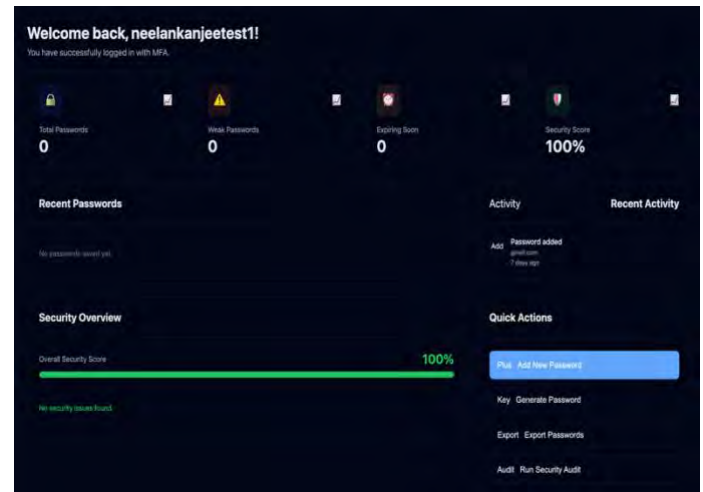 Welcome back, neelankanjeetest1!
You have successfully logged in with MFA.
Total Passwords
0
Weak Passwords
0
Expiring Soon
0
Security Score
100%
Recent Passwords
No passwords saved yet.
Activity
Recent Activity
Add
Password added
gmail.com
7 days ago
Security Overview
Overall Security Score
100%
No security issues found.
Quick Actions
Plus Add New Password
Key Generate Password
Export Export Passwords
Audit Run Security Audit